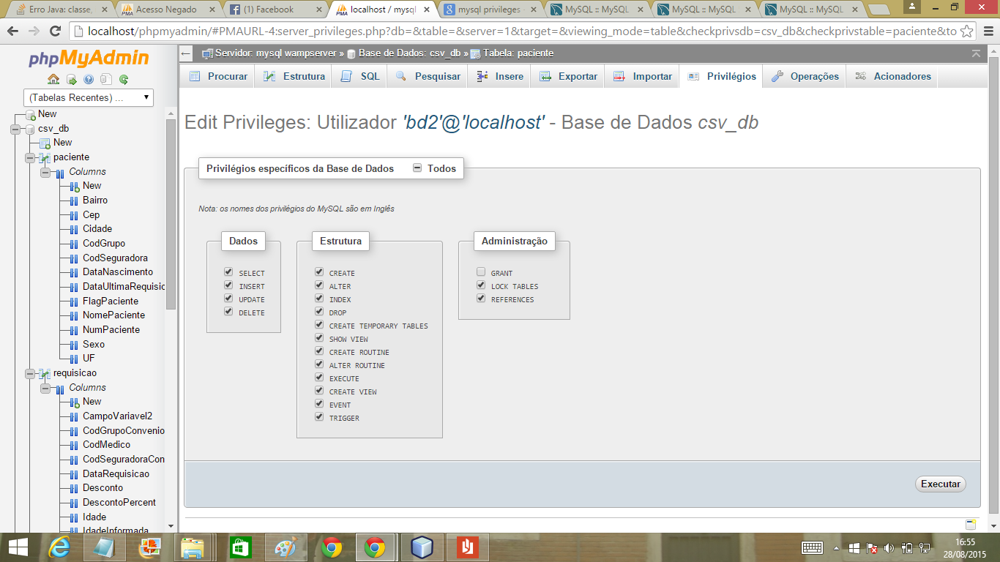 Erro Java: classe,
Acesso Negado
(1) Facebook
localhost / mysql
mysql privileges
MySQL :: MySQL
MySQL :: MySQL
MySQL :: MySQL
localhost/phpmyadmin/#PMAURL-4:server_privileges.php?db=&table=&server=1&target=&viewing_mode=table&checkprivsdb=csv_db&checkprivstable=paciente&to
phpMyAdmin
(Tabelas Recentes) ...
New
csv_db
New
paciente
Columns
New
Bairro
Cep
Cidade
CodGrupo
CodSeguradora
DataNascimento
DataUltimaRequisic
FlagPaciente
NomePaciente
NumPaciente
Sexo
UF
requisicao
Columns
New
CampoVariavel2
CodGrupoConvenio
CodMedico
CodSeguradoraCon
DataRequisicao
Desconto
DescontoPercent
Idade
IdadeInformada
Servidor: mysql wampserver » Base de Dados: csv_db » Tabela: paciente
Procurar
Estrutura
SQL
Pesquisar
Insere
Exportar
Importar
Privilégios
Operações
Acionadores
Edit Privileges: Utilizador 'bd2'@'localhost' - Base de Dados csv_db
Privilégios específicos da Base de Dados
Todos
Nota: os nomes dos privilégios do MySQL são em Inglês
Dados
SELECT
INSERT
UPDATE
DELETE
Estrutura
CREATE
ALTER
INDEX
DROP
CREATE TEMPORARY TABLES
SHOW VIEW
CREATE ROUTINE
ALTER ROUTINE
EXECUTE
CREATE VIEW
EVENT
TRIGGER
Administração
GRANT
LOCK TABLES
REFERENCES
Executar
16:55
28/08/2015